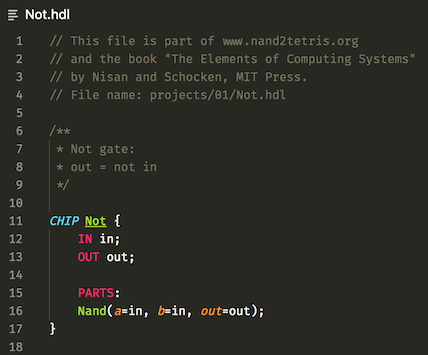 Not.hdl
1 // This file is part of www.nand2tetris.org
2 // and the book "The Elements of Computing Systems"
3 // by Nisan and Schocken, MIT Press.
4 // File name: projects/01/Not.hdl
5
6 /**
7  * Not gate:
8  * out = not in
9  */
10
11 CHIP Not {
12     IN in;
13     OUT out;
14
15     PARTS:
16     Nand(a=in, b=in, out=out);
17 }
18